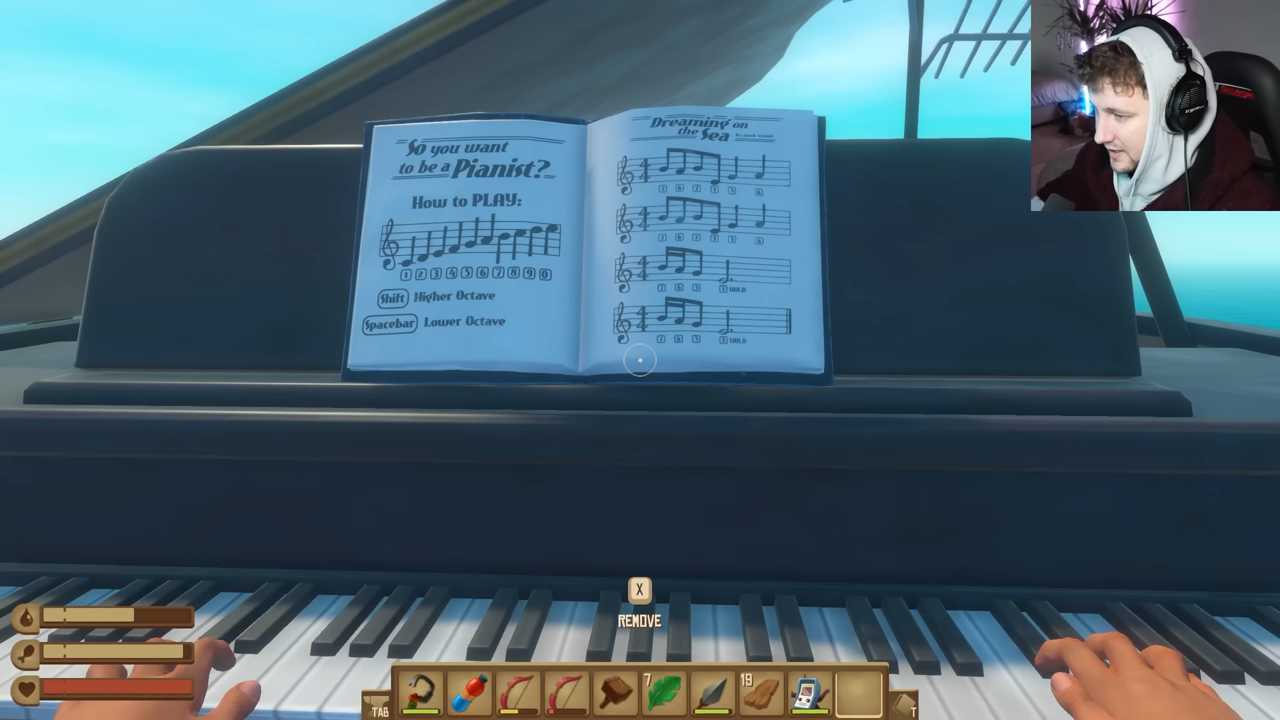 So you want
to be a Pianist?
How to PLAY:
1 2 3 4 5 6 7 8 9 0
Shift Higher Octave
Spacebar Lower Octave
Dreaming on
the Sea
HOLD
HOLD
X
REMOVE
TAB
7
19
T